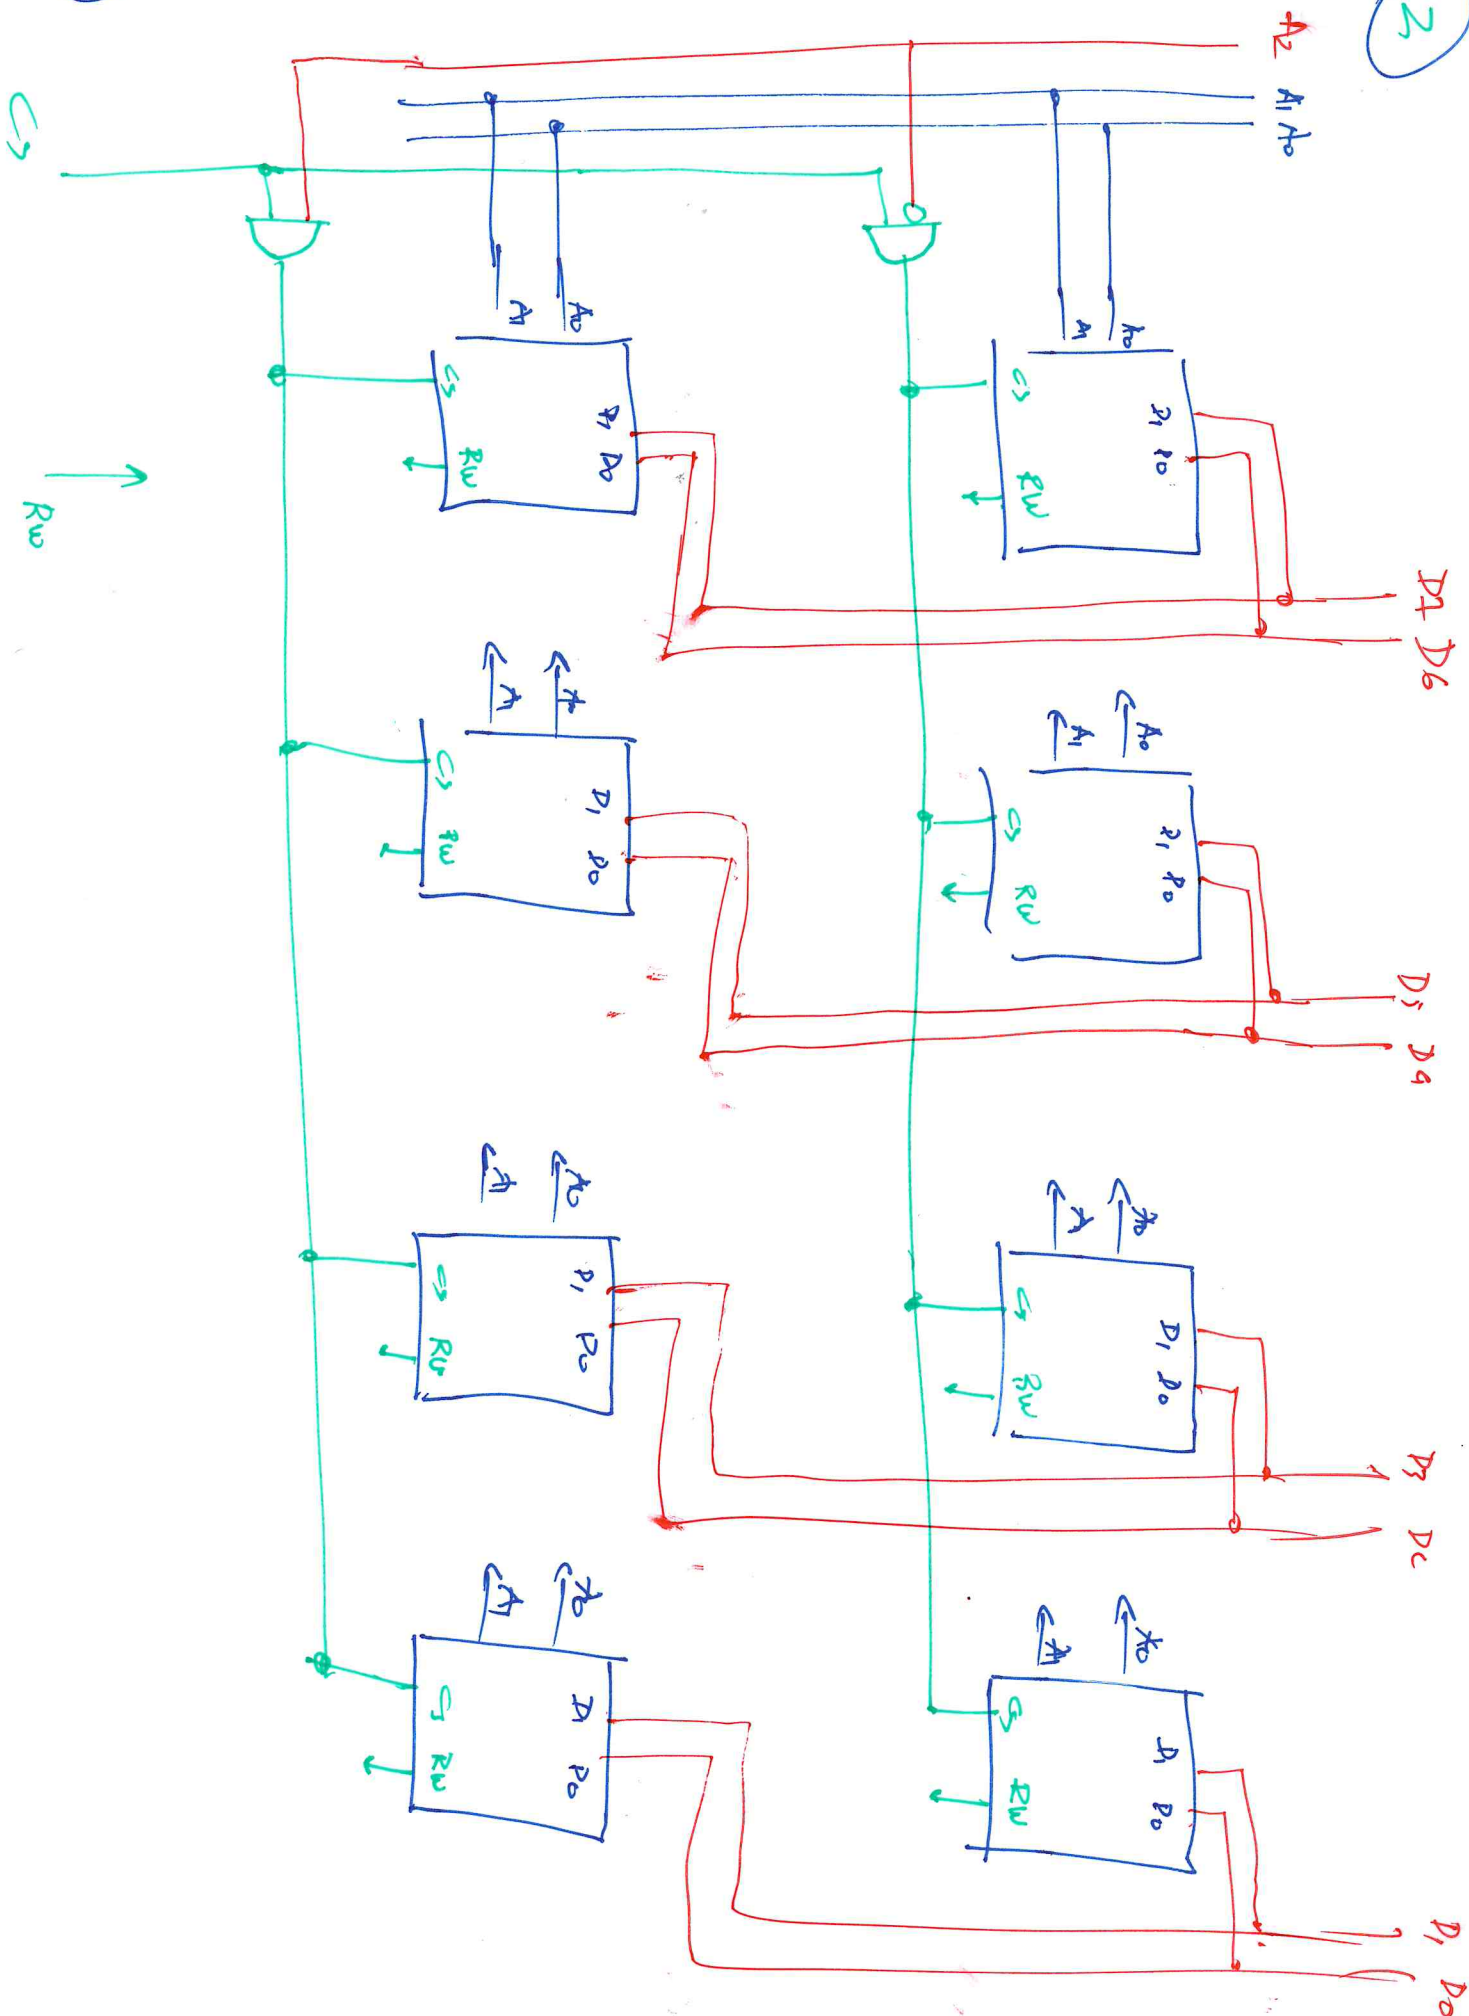 2
D7 D6 D5 D4 D3 D2 D1 D0
A2 A1 A0
A0 D1 D0 A0 D1 D0 A0 D1 D0 A0 D1 D0
A1 A1 A1 A1
CS RW CS RW CS RW CS RW
A0 D1 D0 A0 D1 D0 A0 D1 D0 A0 D1 D0
A1 A1 A1 A1
CS RW CS RW CS RW CS RW
CS RW